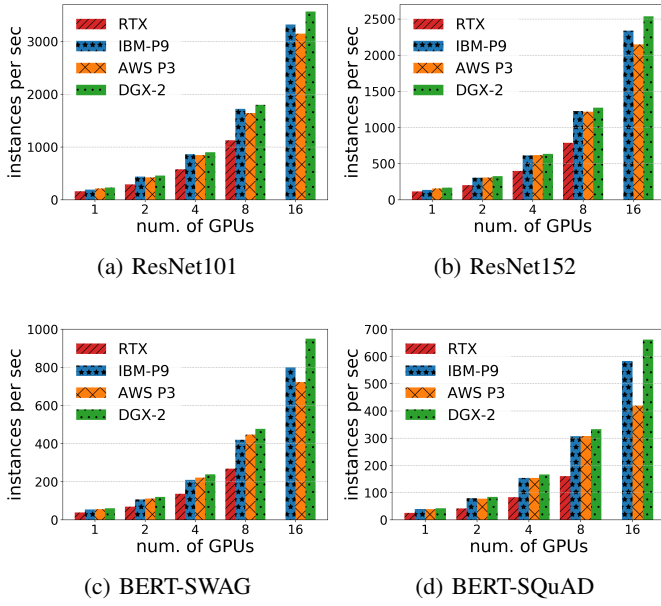 instances per sec
3000
2000
1000
0
RTX
IBM-P9
AWS P3
DGX-2
1 2 4 8 16
num. of GPUs
(a) ResNet101
instances per sec
2500
2000
1500
1000
500
0
RTX
IBM-P9
AWS P3
DGX-2
1 2 4 8 16
num. of GPUs
(b) ResNet152
instances per sec
1000
800
600
400
200
0
RTX
IBM-P9
AWS P3
DGX-2
1 2 4 8 16
num. of GPUs
(c) BERT-SWAG
instances per sec
700
600
500
400
300
200
100
0
RTX
IBM-P9
AWS P3
DGX-2
1 2 4 8 16
num. of GPUs
(d) BERT-SQuAD